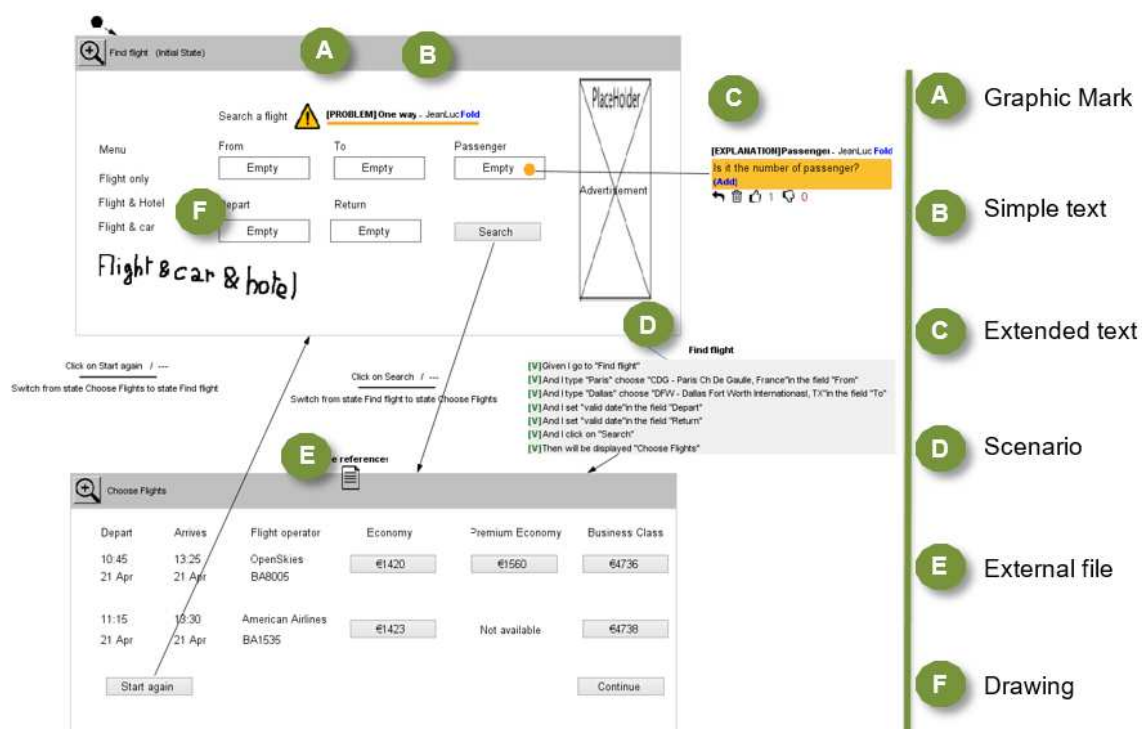 Find flight (Initial State)
A
B
Search a flight
[PROBLEM] One way - JeanLuc Fold
PlaceHolder
Advertisement
C
[EXPLANATION] Passenger - JeanLuc Fold
Is it the number of passenger?
(Add)
1 0
Menu
Flight only
Flight & Hotel
Flight & car
From
Empty
To
Empty
Passenger
Empty
F
Depart
Empty
Return
Empty
Search
Flight & car & hotel
D
Click on Start again / ---
Switch from state Choose Flights to state Find flight
Click on Search / ---
Switch from state Find flight to state Choose Flights
Find flight
[V]Given I go to "Find flight"
[V]And I type "Paris" choose "CDG - Paris Ch De Gaulle, France"in the field "From"
[V]And I type "Dallas" choose "DFW - Dallas Fort Worth Internationasl, TX"in the field "To"
[V]And I set "valid date"in the field "Depart"
[V]And I set "valid date"in the field "Return"
[V]And I click on "Search"
[V]Then will be displayed "Choose Flights"
E
references
Choose Flights
Depart Arrives Flight operator Economy Premium Economy Business Class
10:45 13:25 OpenSkies €1420 €1560 €4736
21 Apr 21 Apr BA8005
11:15 13:30 American Airlines €1423 Not available €4738
21 Apr 21 Apr BA1535
Start again
Continue
A Graphic Mark
B Simple text
C Extended text
D Scenario
E External file
F Drawing